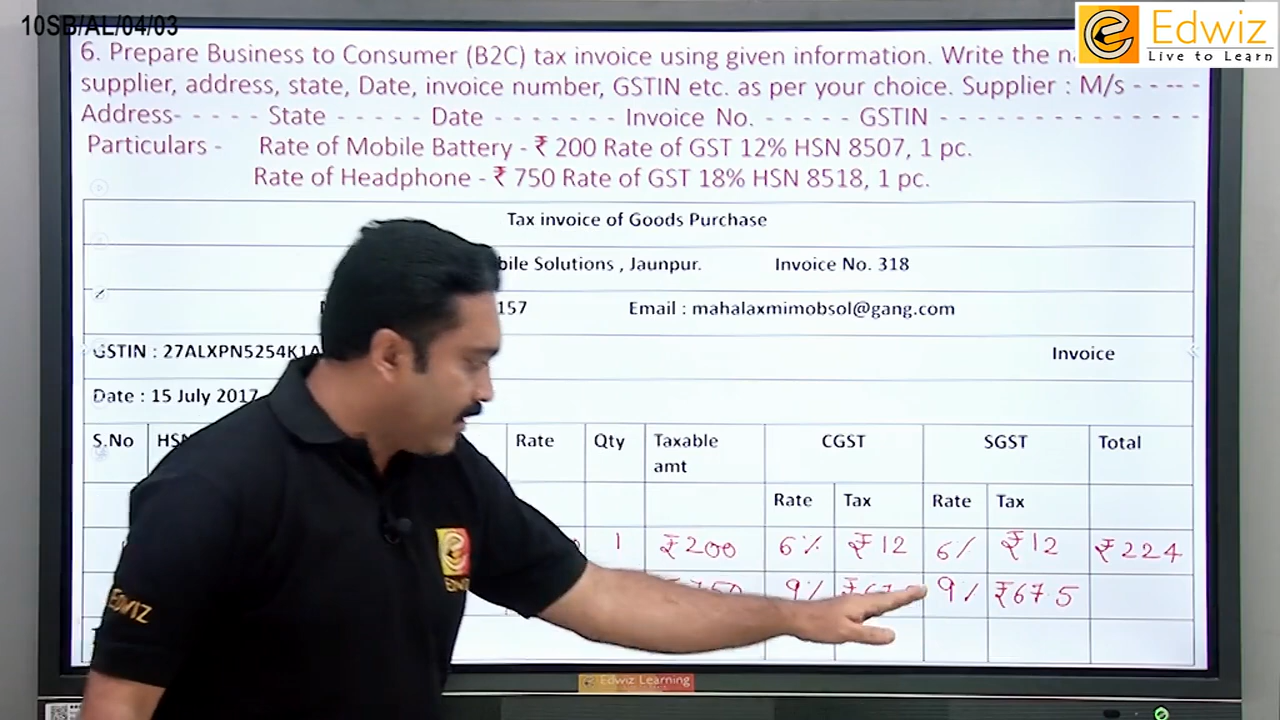 10SB/AL/04/03
Edwiz
Live to Learn
6. Prepare Business to Consumer (B2C) tax invoice using given information. Write the
supplier, address, state, Date, invoice number, GSTIN etc. as per your choice. Supplier : M/s - - - - -
Address- - - - - State - - - - - Date - - - - - - - Invoice No. - - - - - GSTIN - - - - - - - - - - - - -
Particulars - Rate of Mobile Battery - ₹ 200 Rate of GST 12% HSN 8507, 1 pc.
Rate of Headphone - ₹ 750 Rate of GST 18% HSN 8518, 1 pc.
Tax invoice of Goods Purchase
Solutions , Jaunpur. Invoice No. 318
157 Email : mahalaxmimobsol@gang.com
GSTIN : 27ALXPN5254K1A Invoice
Date : 15 July 2017
S.No Rate Qty Taxable amt CGST SGST Total
Rate Tax Rate Tax
1 ₹200 6% ₹12 6% ₹12 ₹224
9% 9% ₹67.5
EDWIZ
Edwiz Learning